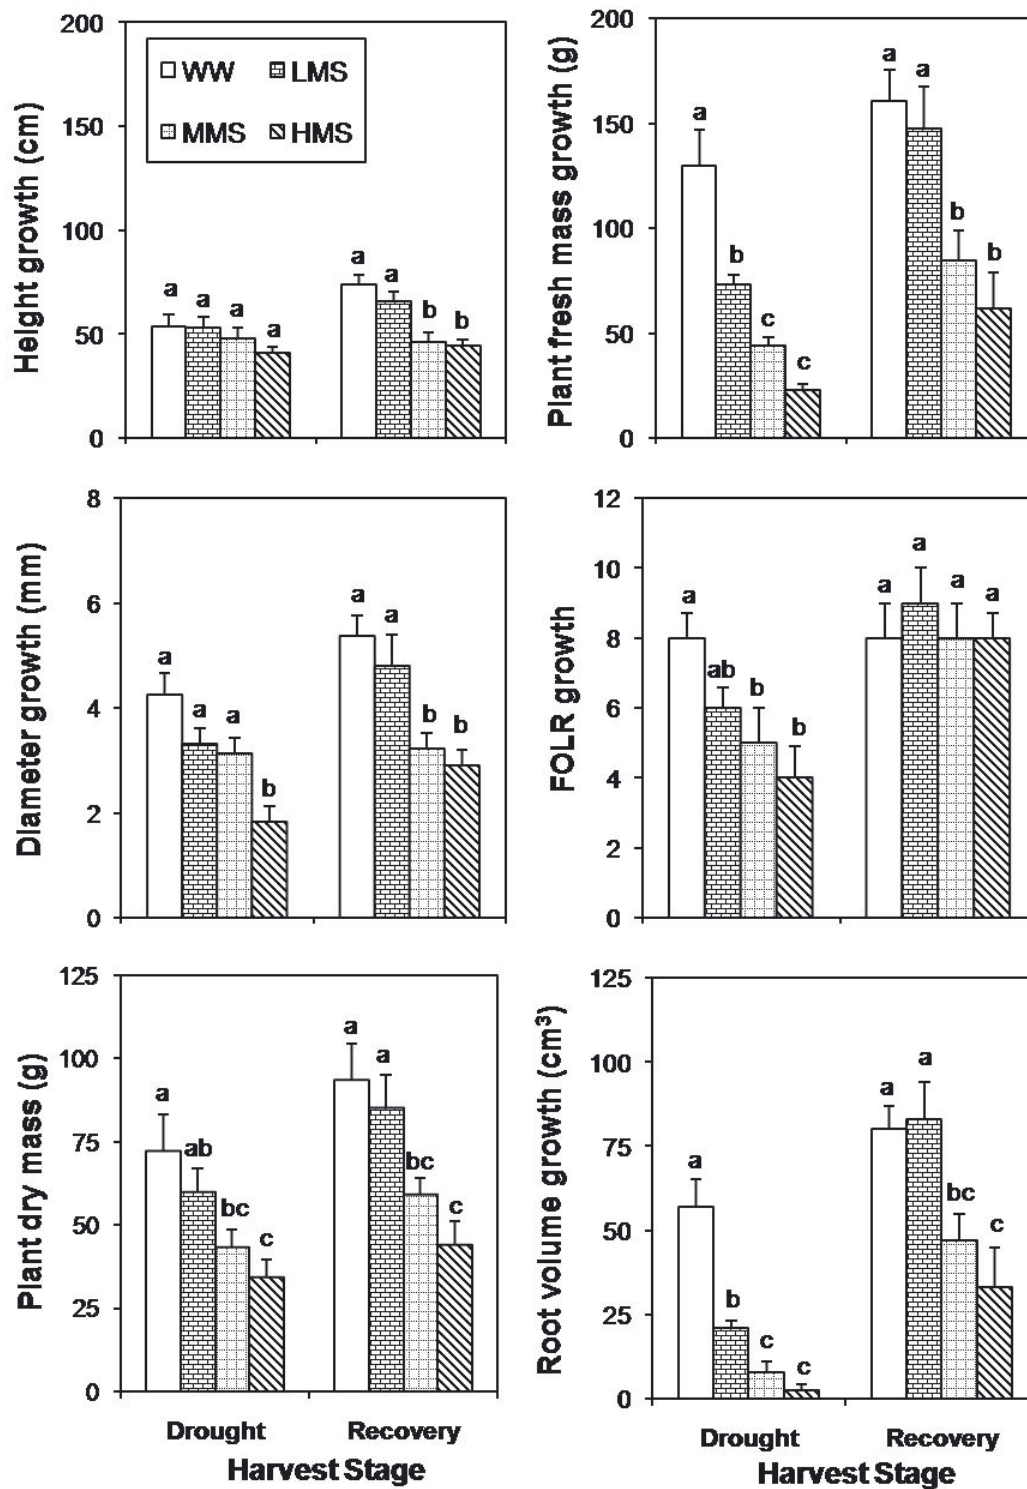 Height growth (cm)
200
150
100
50
0
WW LMS
MMS HMS
a a a a
a a b b
Plant fresh mass growth (g)
200
150
100
50
0
a b c c
a a b b
Diameter growth (mm)
8
6
4
2
0
a a a b
a a b b
FOLR growth
12
10
8
6
4
2
0
a ab b b
a a a a
Plant dry mass (g)
125
100
75
50
25
0
a ab bc c
a a bc c
Drought Recovery
Harvest Stage
Root volume growth (cm³)
125
100
75
50
25
0
a b c c
a a bc c
Drought Recovery
Harvest Stage